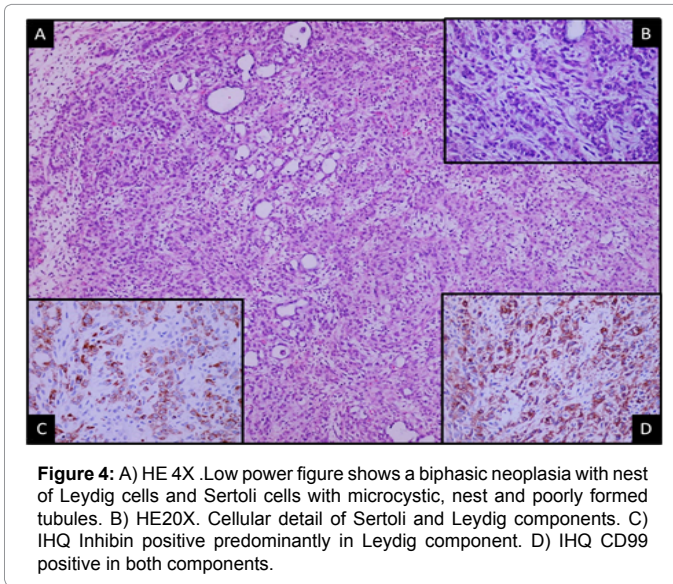 A
B
C
D
Figure 4: A) HE 4X .Low power figure shows a biphasic neoplasia with nest
of Leydig cells and Sertoli cells with microcystic, nest and poorly formed
tubules. B) HE20X. Cellular detail of Sertoli and Leydig components. C)
IHQ Inhibin positive predominantly in Leydig component. D) IHQ CD99
positive in both components.